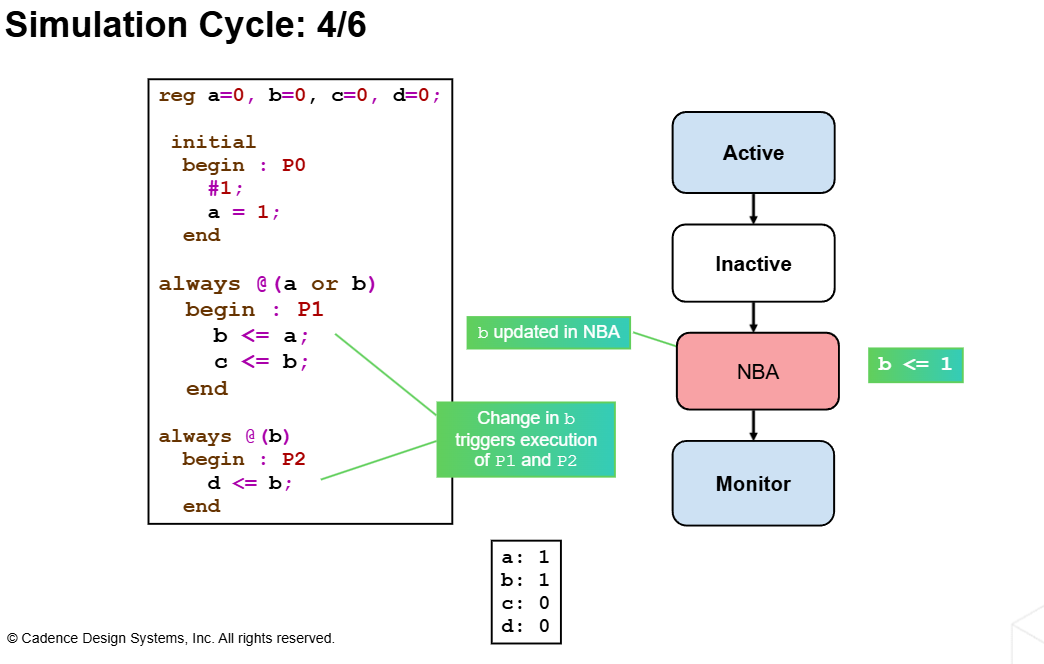 Simulation Cycle: 4/6
reg a=0, b=0, c=0, d=0;
initial
begin : P0
#1;
a = 1;
end
always @(a or b)
begin : P1
b <= a;
c <= b;
end
always @(b)
begin : P2
d <= b;
end
b updated in NBA
Change in b
triggers execution
of P1 and P2
Active
Inactive
NBA
Monitor
b <= 1
a: 1
b: 1
c: 0
d: 0
© Cadence Design Systems, Inc. All rights reserved.